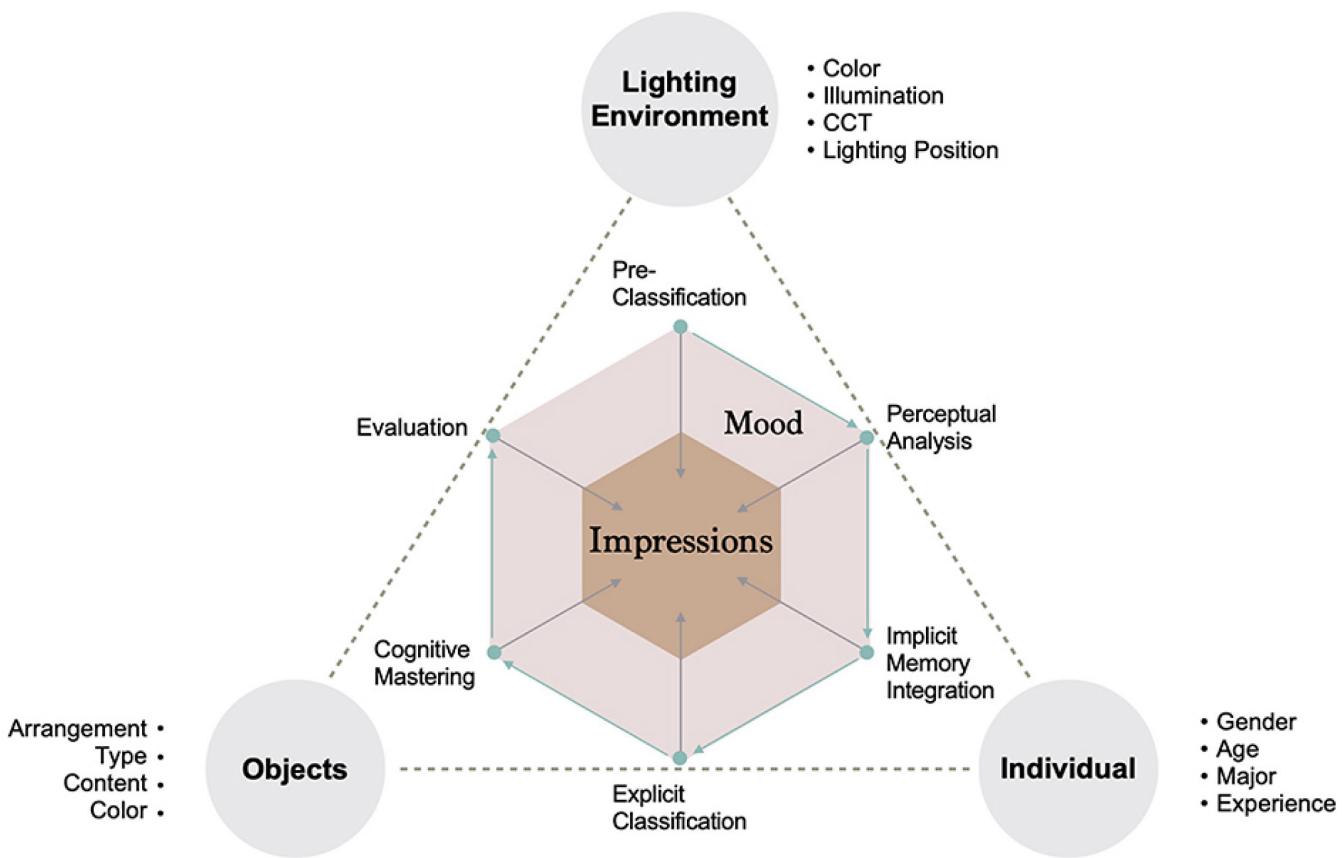 Lighting
Environment
• Color
• Illumination
• CCT
• Lighting Position
Pre-
Classification
Evaluation
Mood
Perceptual
Analysis
Impressions
Cognitive
Mastering
Implicit
Memory
Integration
Arrangement •
Type •
Content •
Color •
Objects
Explicit
Classification
Individual
• Gender
• Age
• Major
• Experience